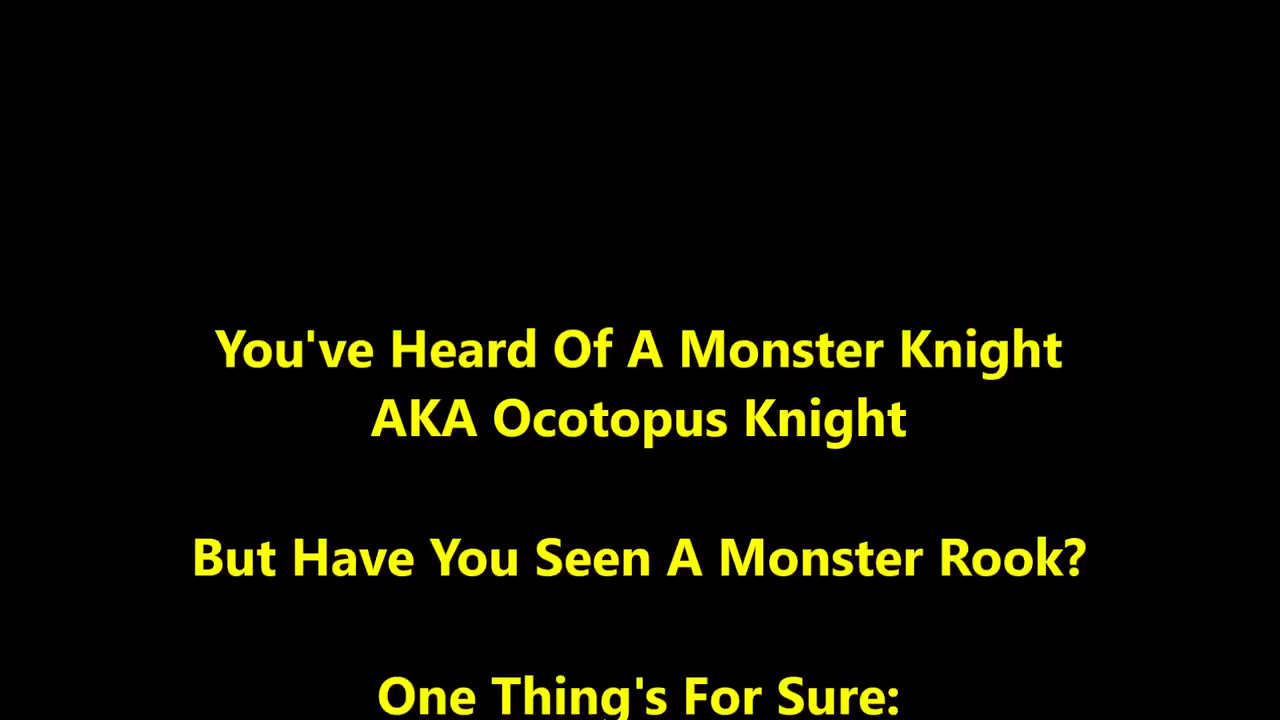 You've Heard Of A Monster Knight
AKA Ocotopus Knight
But Have You Seen A Monster Rook?
One Thing's For Sure: